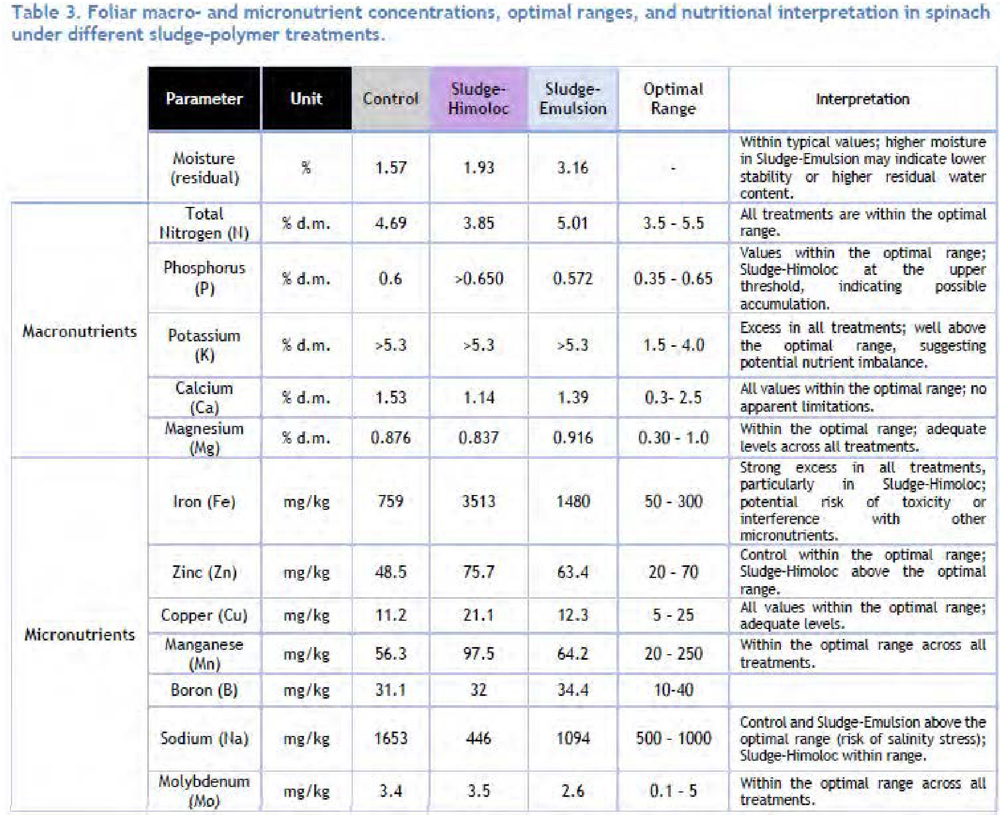 Table 3. Foliar macro- and micronutrient concentrations, optimal ranges, and nutritional interpretation in spinach
under different sludge-polymer treatments.
Parameter Unit Control Sludge-Himoloc Sludge-Emulsion Optimal Range Interpretation
Moisture (residual) % 1.57 1.93 3.16 - Within typical values; higher moisture
in Sludge-Emulsion may indicate lower
stability or higher residual water
content.
Macronutrients
Total Nitrogen (N) % d.m. 4.69 3.85 5.01 3.5 - 5.5 All treatments are within the optimal
range.
Phosphorus (P) % d.m. 0.6 >0.650 0.572 0.35 - 0.65 Values within the optimal range;
Sludge-Himoloc at the upper
threshold, indicating possible
accumulation.
Potassium (K) % d.m. >5.3 >5.3 >5.3 1.5 - 4.0 Excess in all treatments; well above
the optimal range, suggesting
potential nutrient imbalance.
Calcium (Ca) % d.m. 1.53 1.14 1.39 0.3- 2.5 All values within the optimal range; no
apparent limitations.
Magnesium (Mg) % d.m. 0.876 0.837 0.916 0.30 - 1.0 Within the optimal range; adequate
levels across all treatments.
Micronutrients
Iron (Fe) mg/kg 759 3513 1480 50 - 300 Strong excess in all treatments,
particularly in Sludge-Himoloc;
potential risk of toxicity or
interference with other
micronutrients.
Zinc (Zn) mg/kg 48.5 75.7 63.4 20 - 70 Control within the optimal range;
Sludge-Himoloc above the optimal
range.
Copper (Cu) mg/kg 11.2 21.1 12.3 5 - 25 All values within the optimal range;
adequate levels.
Manganese (Mn) mg/kg 56.3 97.5 64.2 20 - 250 Within the optimal range across all
treatments.
Boron (B) mg/kg 31.1 32 34.4 10-40
Sodium (Na) mg/kg 1653 446 1094 500 - 1000 Control and Sludge-Emulsion above the
optimal range (risk of salinity stress);
Sludge-Himoloc within range.
Molybdenum (Mo) mg/kg 3.4 3.5 2.6 0.1 - 5 Within the optimal range across all
treatments.